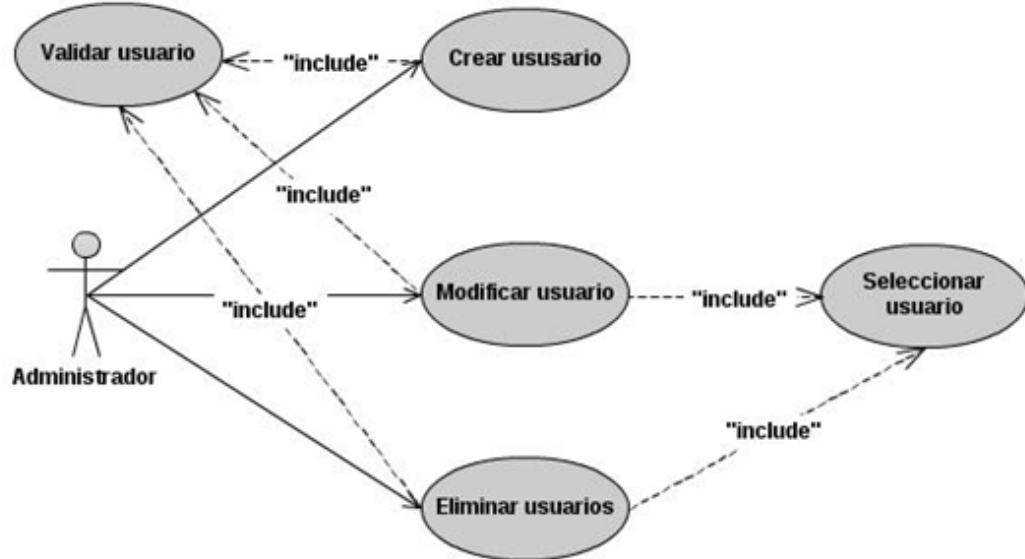 Validar usuario
"include"
Crear ususario
"include"
"include"
Modificar usuario
"include"
Seleccionar
usuario
Administrador
"include"
Eliminar usuarios